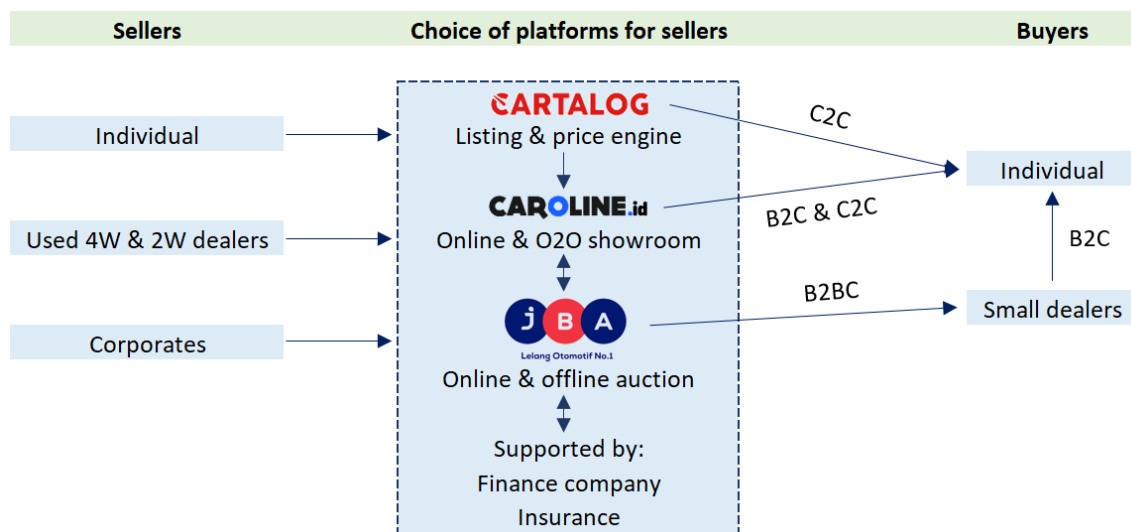 Sellers
Choice of platforms for sellers
Buyers
CARTALOG
Listing & price engine
C2C
Individual
Individual
CAROLINE.id
B2C & C2C
Used 4W & 2W dealers
Online & O2O showroom
B2C
JBA
B2BC
Small dealers
Corporates
Lelang Otomotif No.1
Online & offline auction
Supported by:
Finance company
Insurance